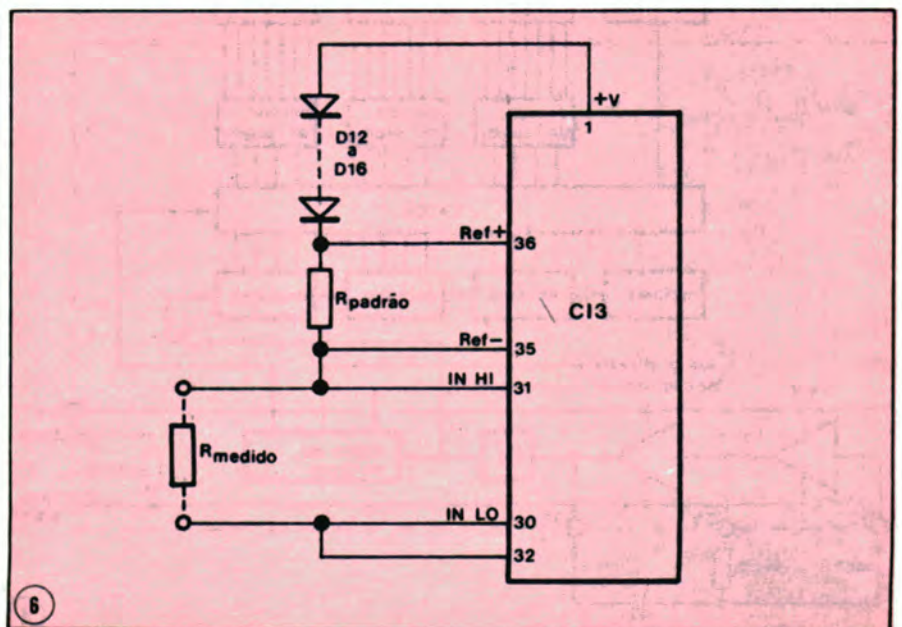 +V
1
D12
a
D16
Ref+ 36
Rpadrão
CI3
Ref– 35
IN HI 31
Rmedido
IN LO 30
32
6